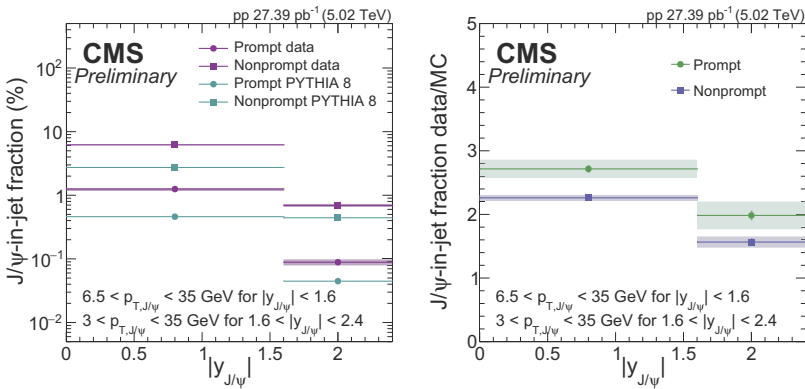 pp 27.39 pb⁻¹ (5.02 TeV)
CMS
Preliminary
Prompt data
Nonprompt data
Prompt PYTHIA 8
Nonprompt PYTHIA 8
J/ψ-in-jet fraction (%)
10²
10
1
10⁻¹
10⁻²
6.5 < p_T,J/ψ < 35 GeV for |y_J/ψ| < 1.6
3 < p_T,J/ψ < 35 GeV for 1.6 < |y_J/ψ| < 2.4
0 0.5 1 1.5 2
|y_J/ψ|
pp 27.39 pb⁻¹ (5.02 TeV)
CMS
Preliminary
Prompt
Nonprompt
J/ψ-in-jet fraction data/MC
5
4
3
2
1
0
6.5 < p_T,J/ψ < 35 GeV for |y_J/ψ| < 1.6
3 < p_T,J/ψ < 35 GeV for 1.6 < |y_J/ψ| < 2.4
0 0.5 1 1.5 2
|y_J/ψ|